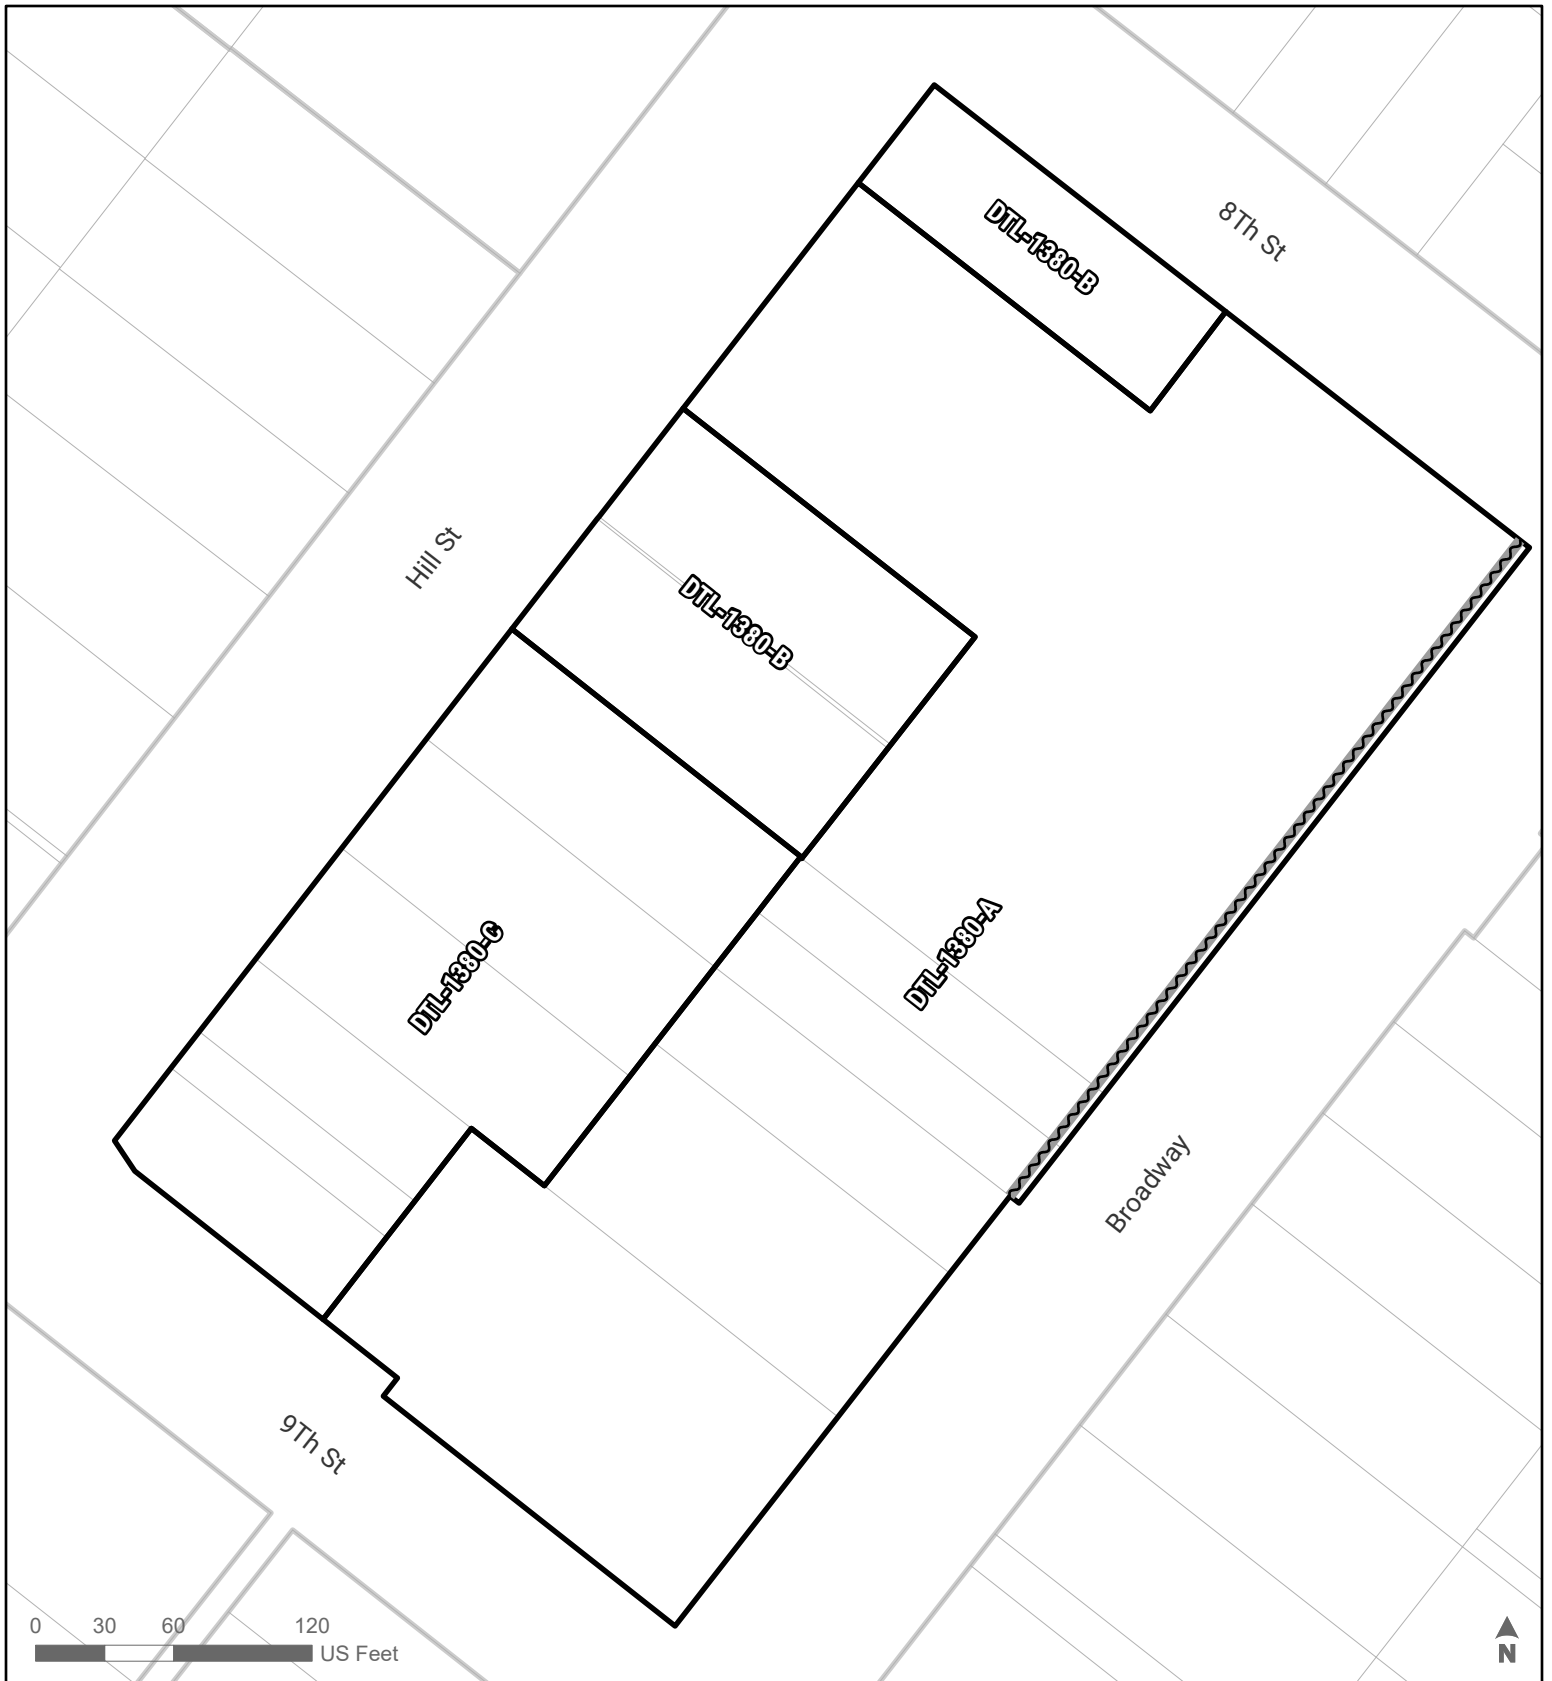 8Th St
DTL-1380-B
Hill St
DTL-1380-B
DTL-1380-A
DTL-1380-C
Broadway
9Th St
0 30 60 120
US Feet
N